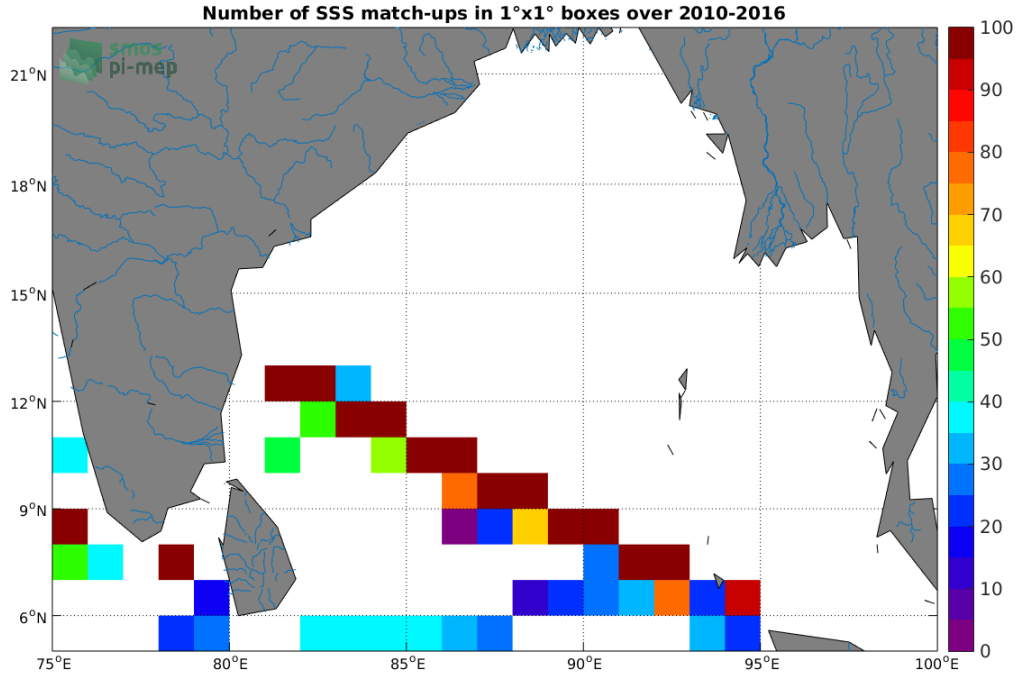 Number of SSS match-ups in 1°x1° boxes over 2010-2016
smos
pi-mep
21°N
18°N
15°N
12°N
9°N
6°N
75°E
80°E
85°E
90°E
95°E
100°E
100
90
80
70
60
50
40
30
20
10
0